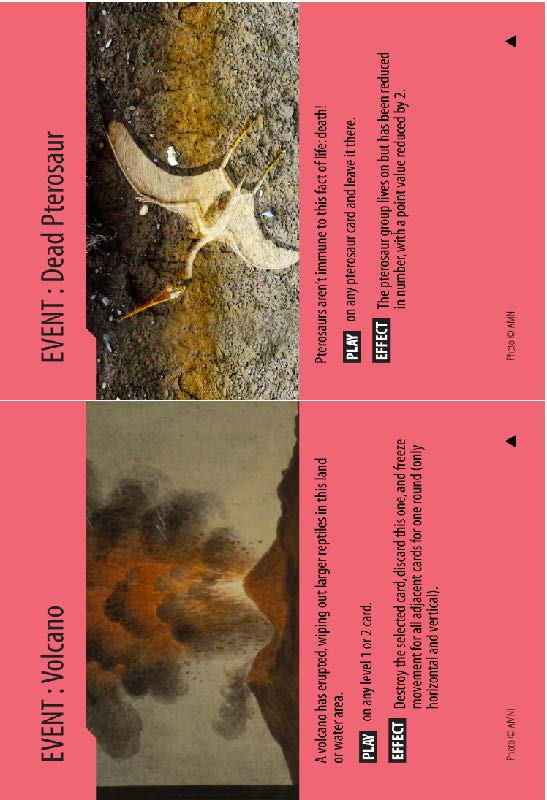 EVENT : Dead Pterosaur
Pterosaurs aren't immune to this fact of life: death!
PLAY on any pterosaur card and leave it there.
EFFECT The pterosaur group lives on but has been reduced
in number, with a point value reduced by 2.
Photo © AMNI
EVENT : Volcano
A volcano has erupted, wiping out larger reptiles in this land
or water area.
PLAY on any level 1 or 2 card.
EFFECT Destroy the selected card, discard this one, and freeze
movement for all adjacent cards for one round (only
horizontal and vertical).
Photo © AMNH